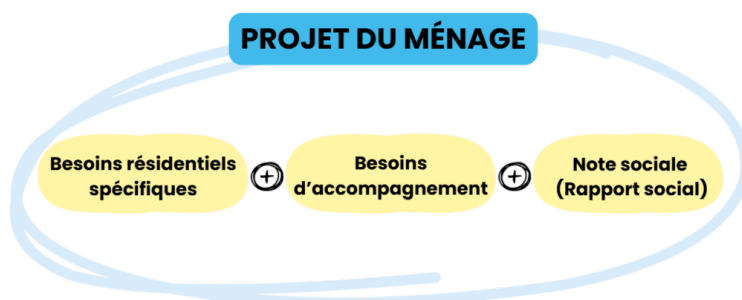 PROJET DU MÉNAGE
Besoins résidentiels
spécifiques
+
Besoins
d'accompagnement
+
Note sociale
(Rapport social)